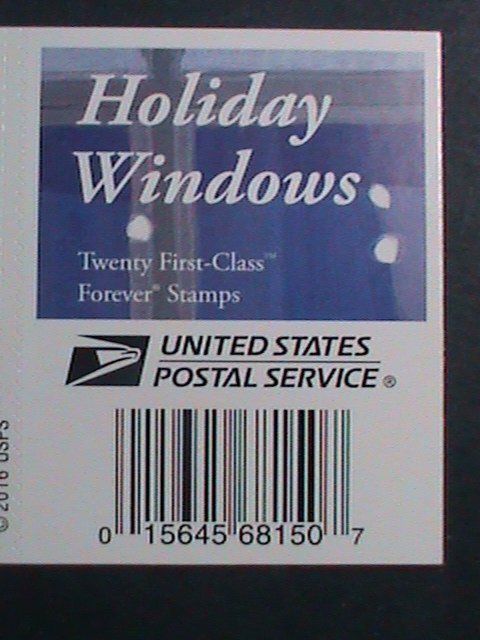 Holiday
Windows
Twenty First-Class™
Forever® Stamps
UNITED STATES
POSTAL SERVICE®
0 15645 68150 7
© 2016 USPS